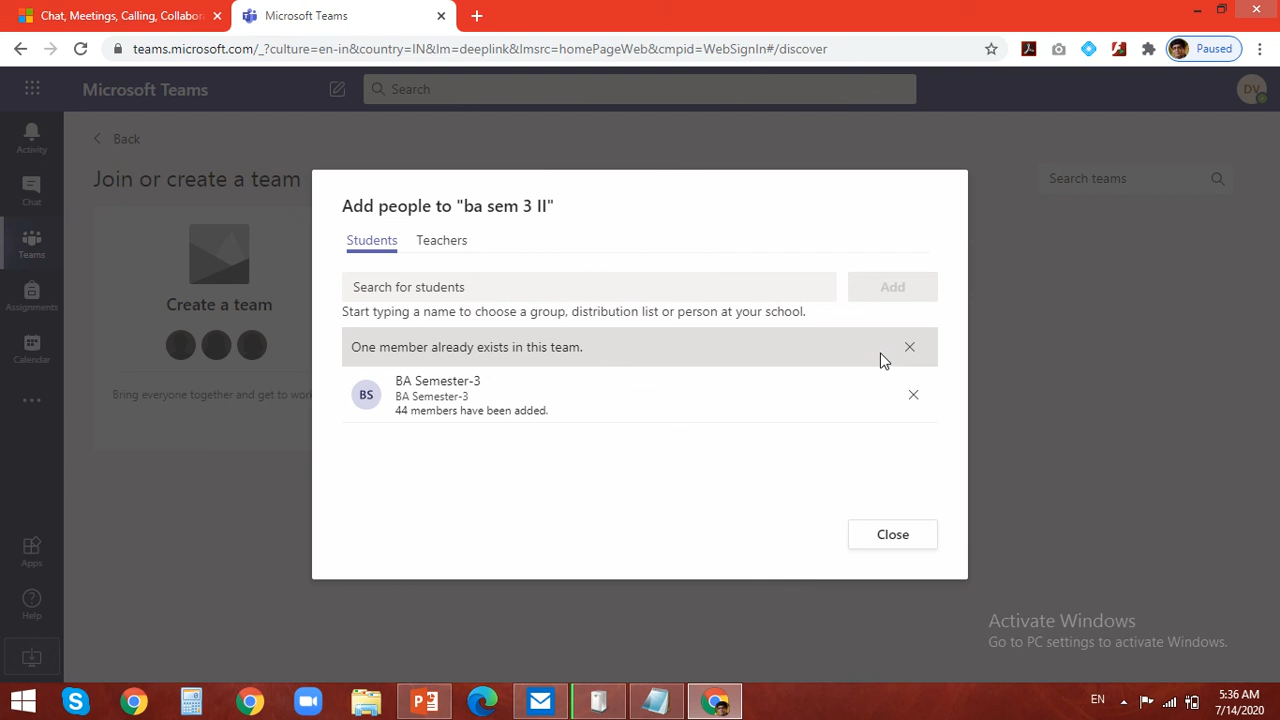 Chat, Meetings, Calling, Collabora
Microsoft Teams
Paused
teams.microsoft.com/_?culture=en-in&country=IN&lm=deeplink&lmsrc=homePageWeb&cmpid=WebSignIn#/discover
Microsoft Teams
Search
DV
Activity
Chat
Teams
Assignments
Calendar
Apps
Help
Back
Join or create a team
Search teams
Create a team
Bring everyone together and get to work
Add people to "ba sem 3 II"
Students
Teachers
Search for students
Add
Start typing a name to choose a group, distribution list or person at your school.
One member already exists in this team.
BS
BA Semester-3
BA Semester-3
44 members have been added.
Close
Activate Windows
Go to PC settings to activate Windows.
EN
5:36 AM
7/14/2020